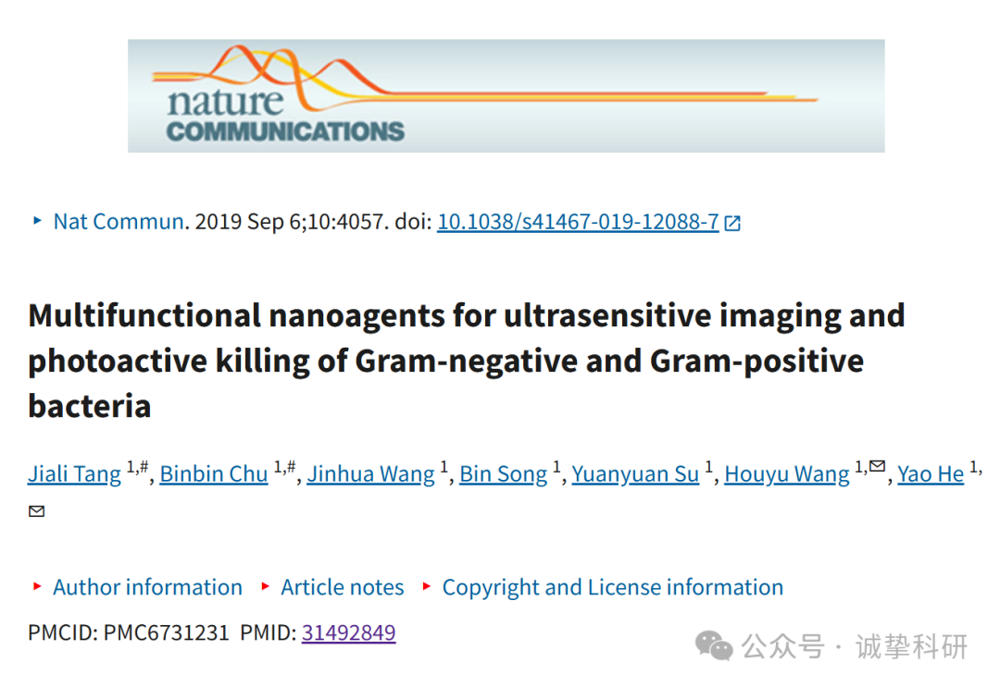 nature
COMMUNICATIONS
Nat Commun. 2019 Sep 6;10:4057. doi: 10.1038/s41467-019-12088-7
Multifunctional nanoagents for ultrasensitive imaging and
photoactive killing of Gram-negative and Gram-positive
bacteria
Jiali Tang 1,#, Binbin Chu 1,#, Jinhua Wang 1, Bin Song 1, Yuanyuan Su 1, Houyu Wang 1,✉, Yao He 1,
✉
Author information Article notes Copyright and License information
PMCID: PMC6731231 PMID: 31492849
公众号 · 诚挚科研